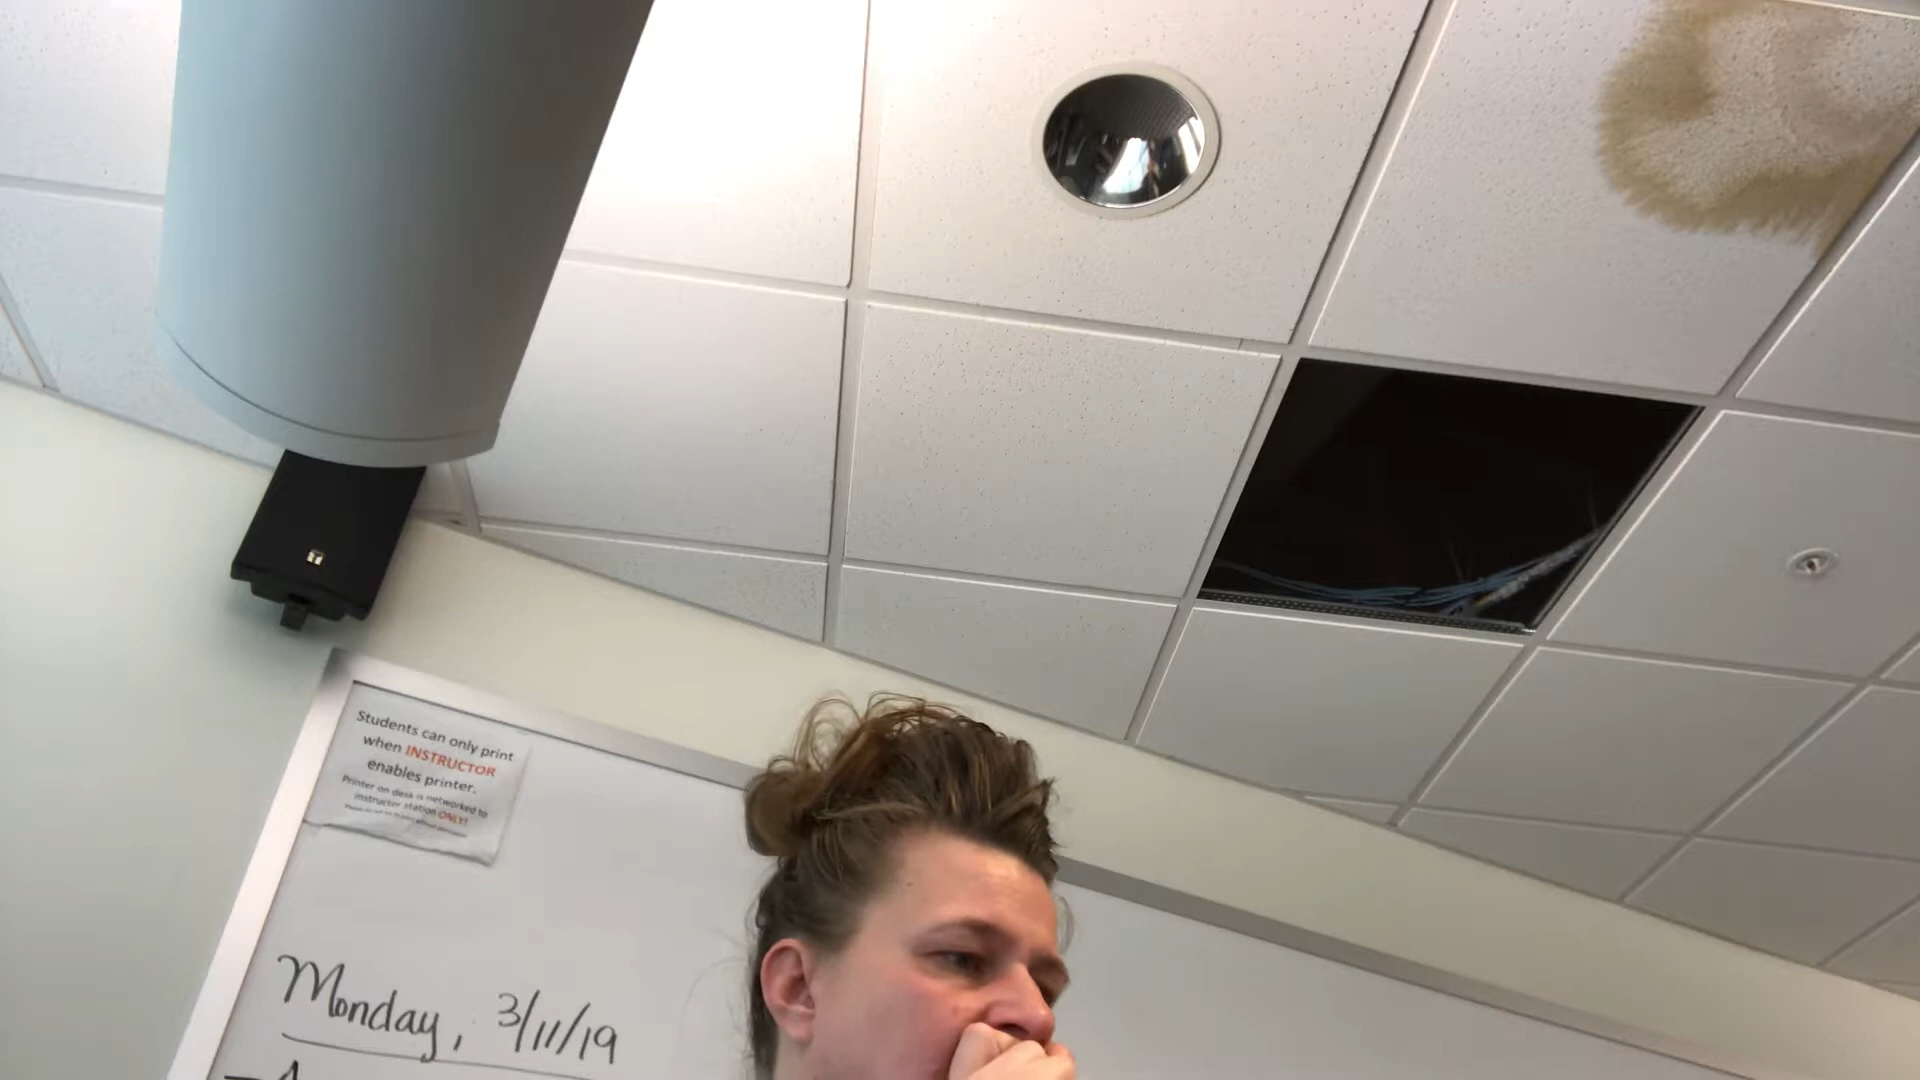 Students can only print
when INSTRUCTOR
enables printer.
Printer on desk is networked to
instructor station ONLY!
Monday, 3/11/19